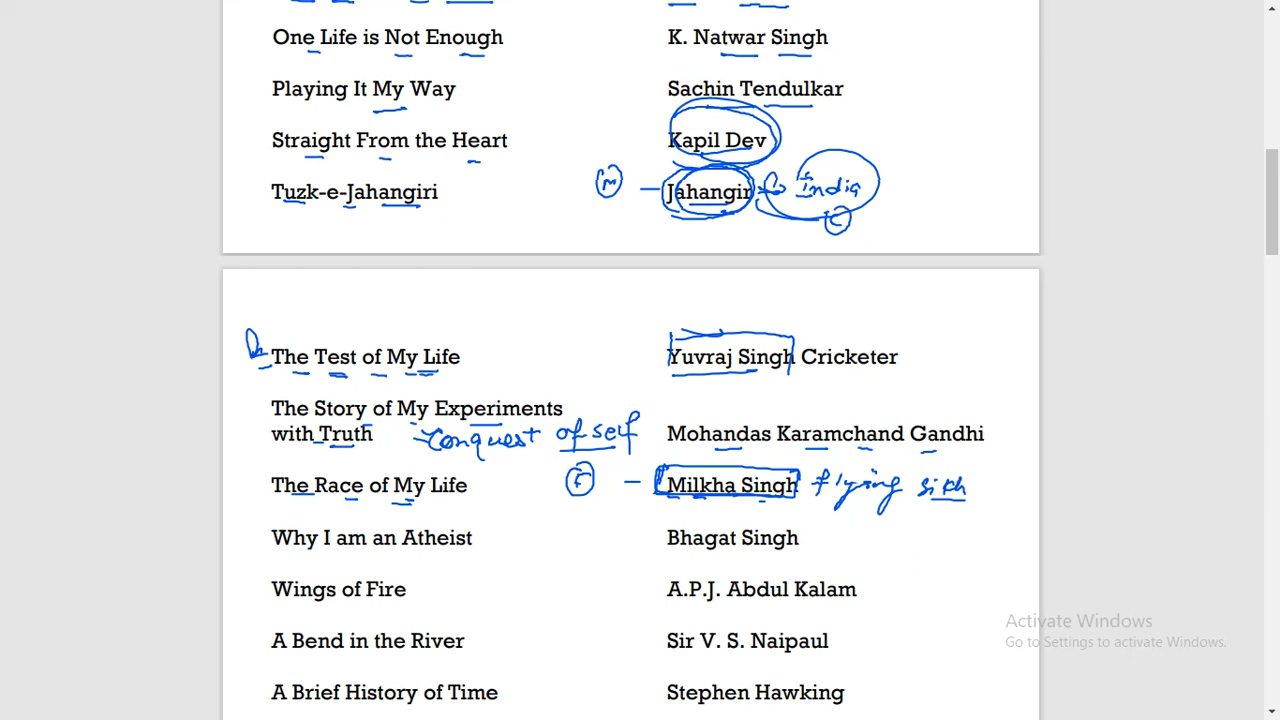 One Life is Not Enough K. Natwar Singh
Playing It My Way Sachin Tendulkar
Straight From the Heart Kapil Dev
Tuzk-e-Jahangiri M – Jahangir India
C
The Test of My Life Yuvraj Singh Cricketer
The Story of My Experiments
with Truth Conquest of self Mohandas Karamchand Gandhi
The Race of My Life F – Milkha Singh flying sikh
Why I am an Atheist Bhagat Singh
Wings of Fire A.P.J. Abdul Kalam
A Bend in the River Sir V. S. Naipaul
A Brief History of Time Stephen Hawking
Activate Windows
Go to Settings to activate Windows.